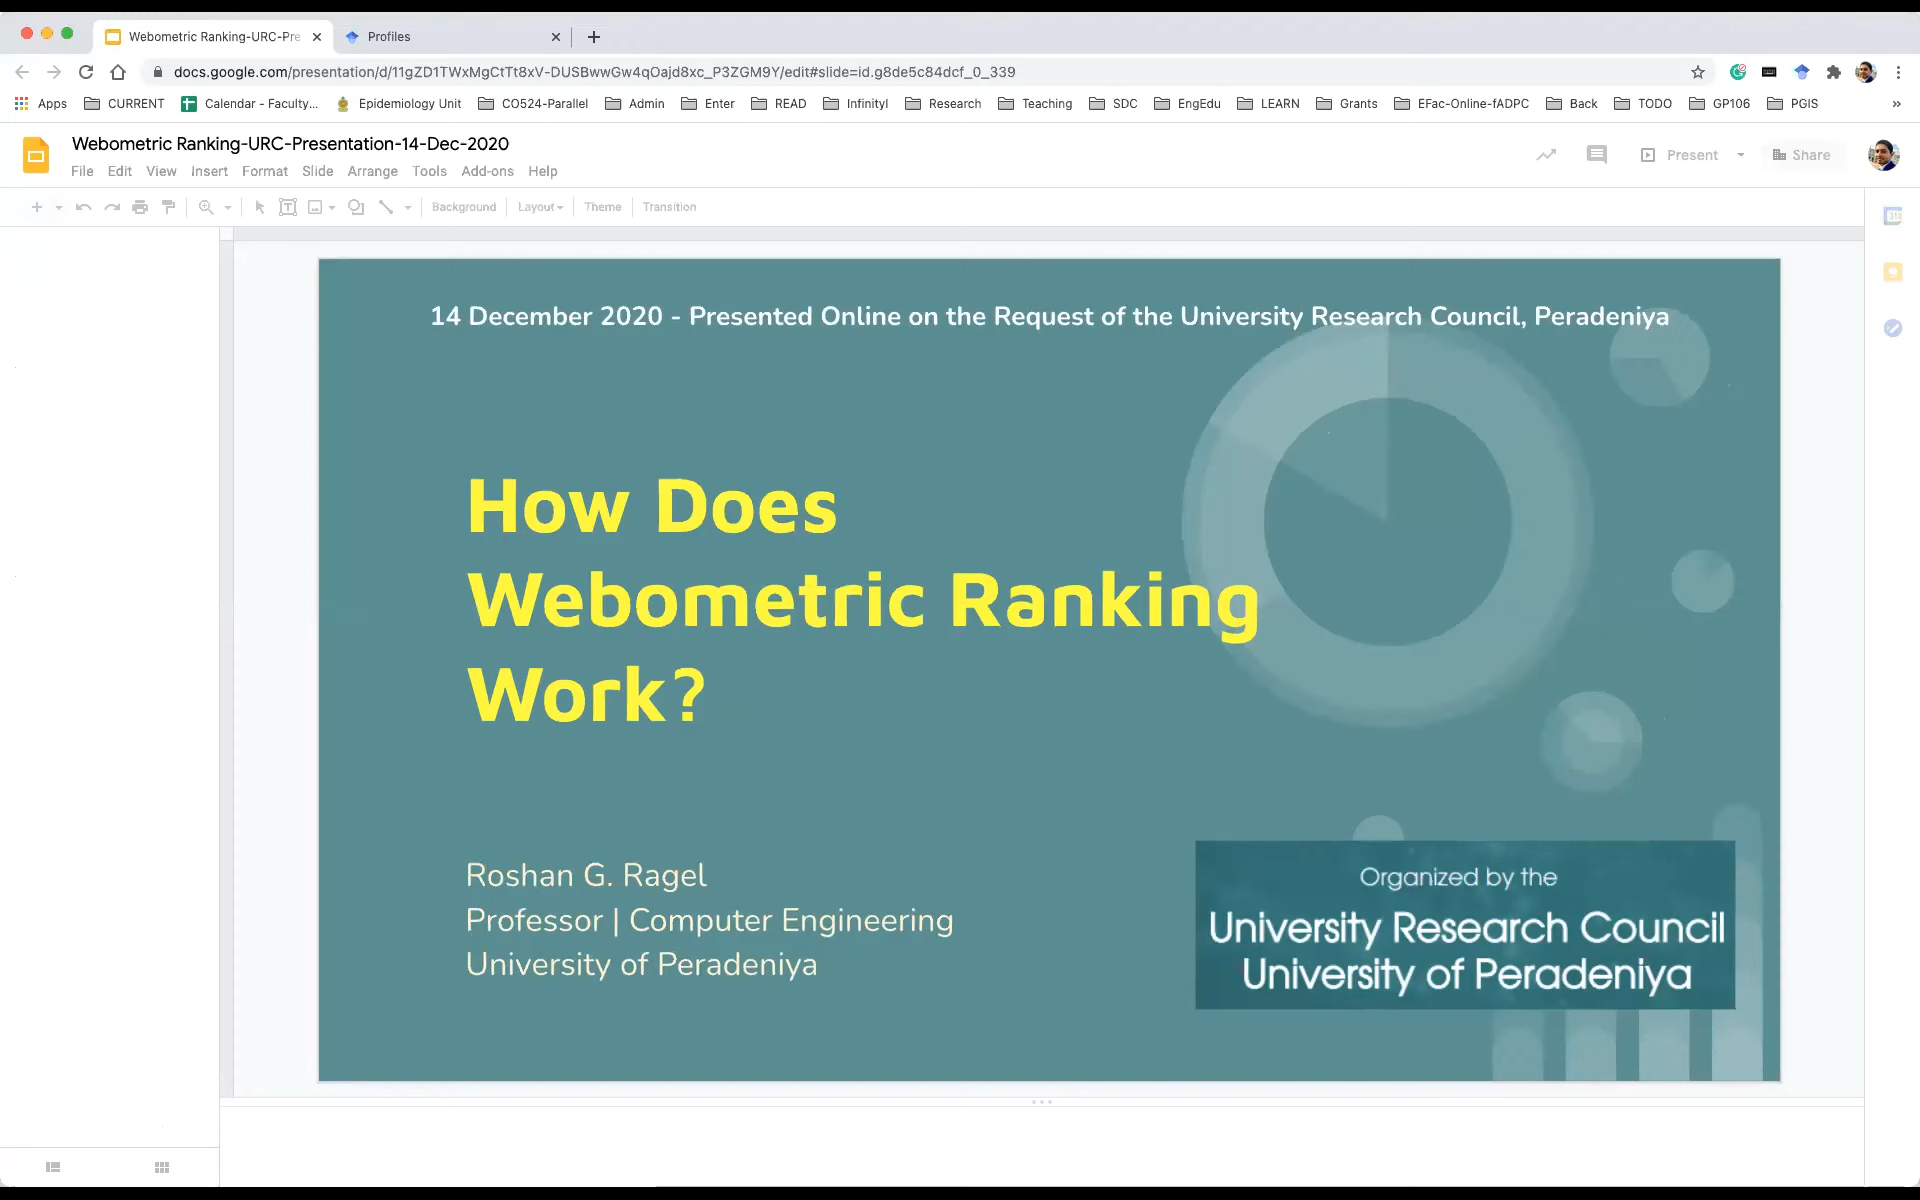 Webometric Ranking-URC-Pre
Profiles
docs.google.com/presentation/d/11gZD1TWxMgCtTt8xV-DUSBwwGw4qOajd8xc_P3ZGM9Y/edit#slide=id.g8de5c84dcf_0_339
Apps CURRENT Calendar - Faculty... Epidemiology Unit CO524-Parallel Admin Enter READ InfinityI Research Teaching SDC EngEdu LEARN Grants EFac-Online-fADPC Back TODO GP106 PGIS »
Webometric Ranking-URC-Presentation-14-Dec-2020
File Edit View Insert Format Slide Arrange Tools Add-ons Help
Present Share
Background Layout Theme Transition
14 December 2020 - Presented Online on the Request of the University Research Council, Peradeniya
How Does
Webometric Ranking
Work?
Roshan G. Ragel
Professor | Computer Engineering
University of Peradeniya
Organized by the
University Research Council
University of Peradeniya